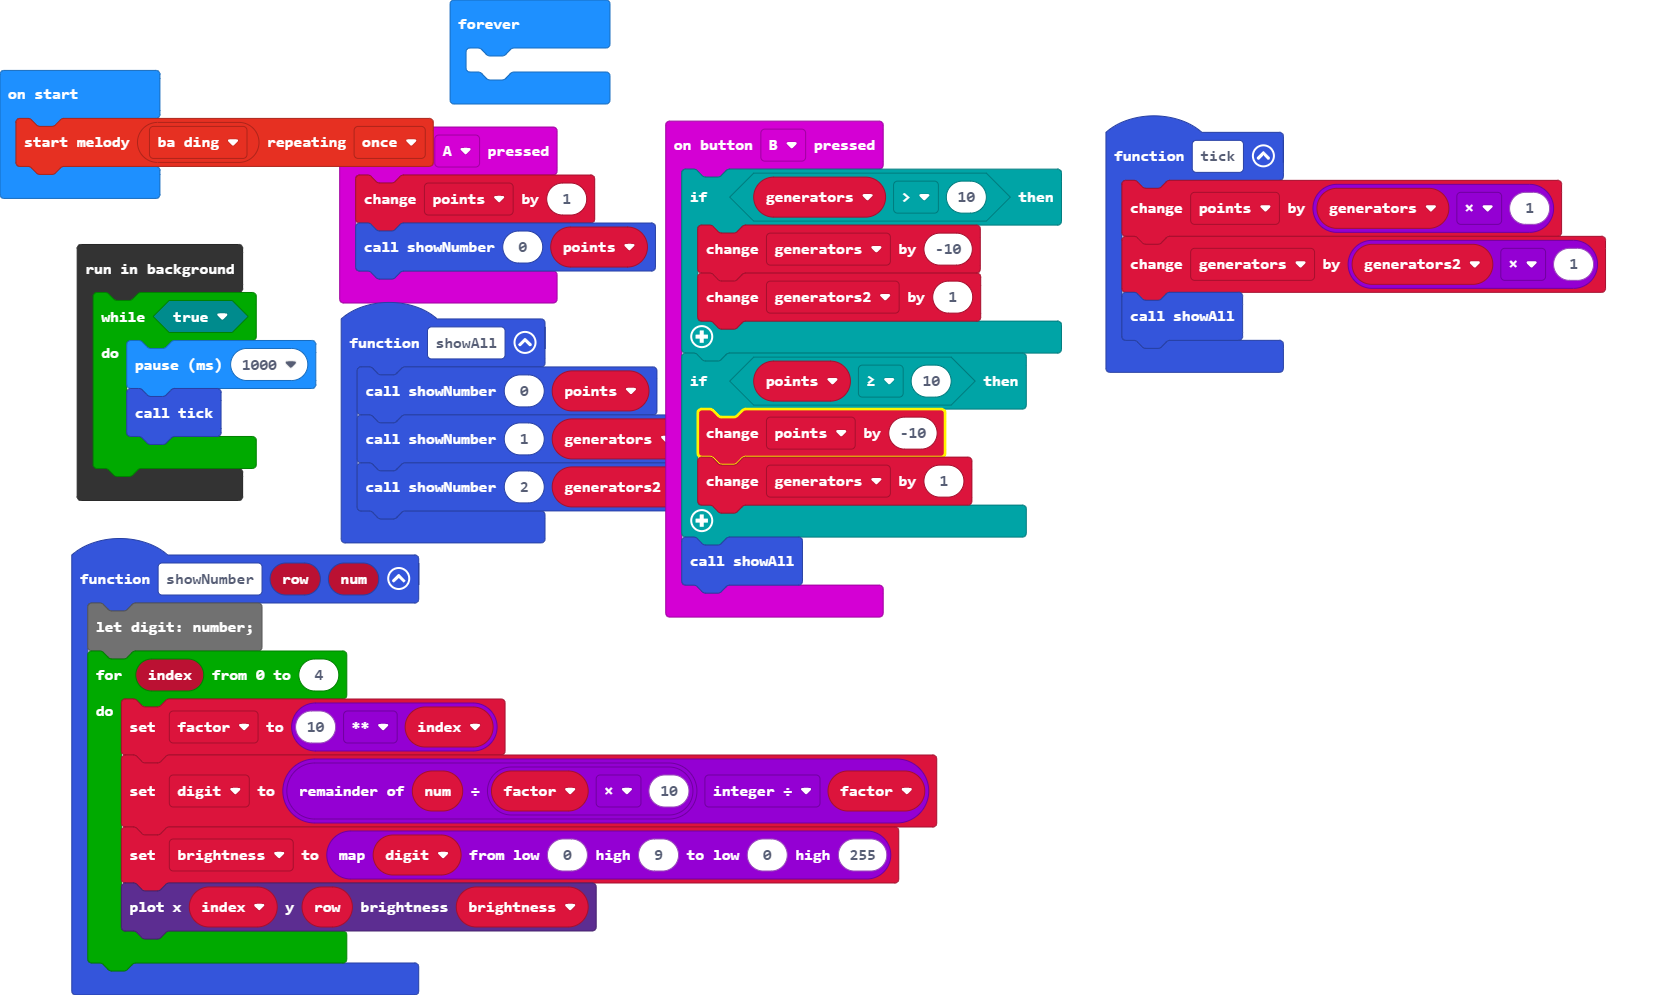 forever
on start
start melody ba ding repeating once
A pressed
change points by 1
call showNumber 0 points
run in background
while true
do
pause (ms) 1000
call tick
function showAll
call showNumber 0 points
call showNumber 1 generators
call showNumber 2 generators2
on button B pressed
if generators > 10 then
change generators by -10
change generators2 by 1
if points ≥ 10 then
change points by -10
change generators by 1
call showAll
function tick
change points by generators × 1
change generators by generators2 × 1
call showAll
function showNumber row num
let digit: number;
for index from 0 to 4
do
set factor to 10 ** index
set digit to remainder of num ÷ factor × 10 integer ÷ factor
set brightness to map digit from low 0 high 9 to low 0 high 255
plot x index y row brightness brightness